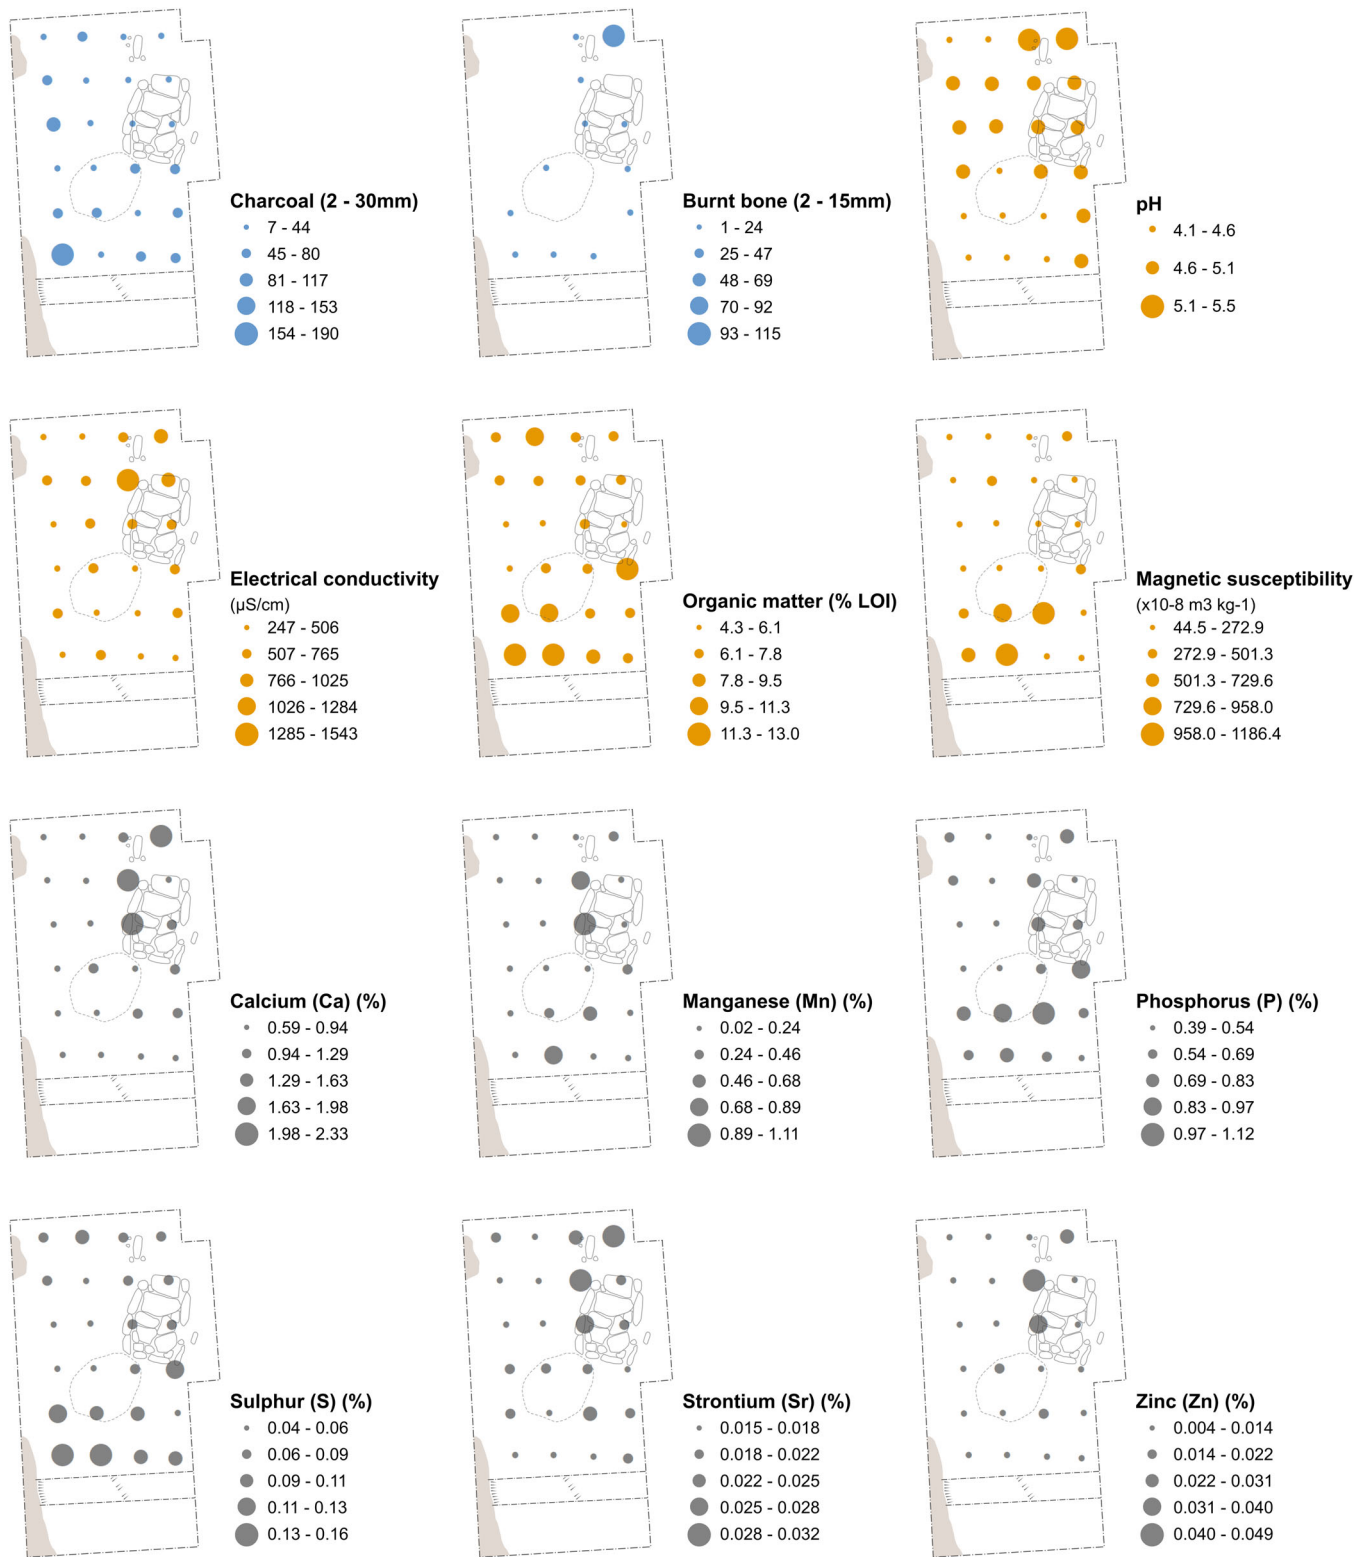 Charcoal (2 - 30mm)
7 - 44
45 - 80
81 - 117
118 - 153
154 - 190
Burnt bone (2 - 15mm)
1 - 24
25 - 47
48 - 69
70 - 92
93 - 115
pH
4.1 - 4.6
4.6 - 5.1
5.1 - 5.5
Electrical conductivity
(µS/cm)
247 - 506
507 - 765
766 - 1025
1026 - 1284
1285 - 1543
Organic matter (% LOI)
4.3 - 6.1
6.1 - 7.8
7.8 - 9.5
9.5 - 11.3
11.3 - 13.0
Magnetic susceptibility
(x10-8 m3 kg-1)
44.5 - 272.9
272.9 - 501.3
501.3 - 729.6
729.6 - 958.0
958.0 - 1186.4
Calcium (Ca) (%)
0.59 - 0.94
0.94 - 1.29
1.29 - 1.63
1.63 - 1.98
1.98 - 2.33
Manganese (Mn) (%)
0.02 - 0.24
0.24 - 0.46
0.46 - 0.68
0.68 - 0.89
0.89 - 1.11
Phosphorus (P) (%)
0.39 - 0.54
0.54 - 0.69
0.69 - 0.83
0.83 - 0.97
0.97 - 1.12
Sulphur (S) (%)
0.04 - 0.06
0.06 - 0.09
0.09 - 0.11
0.11 - 0.13
0.13 - 0.16
Strontium (Sr) (%)
0.015 - 0.018
0.018 - 0.022
0.022 - 0.025
0.025 - 0.028
0.028 - 0.032
Zinc (Zn) (%)
0.004 - 0.014
0.014 - 0.022
0.022 - 0.031
0.031 - 0.040
0.040 - 0.049